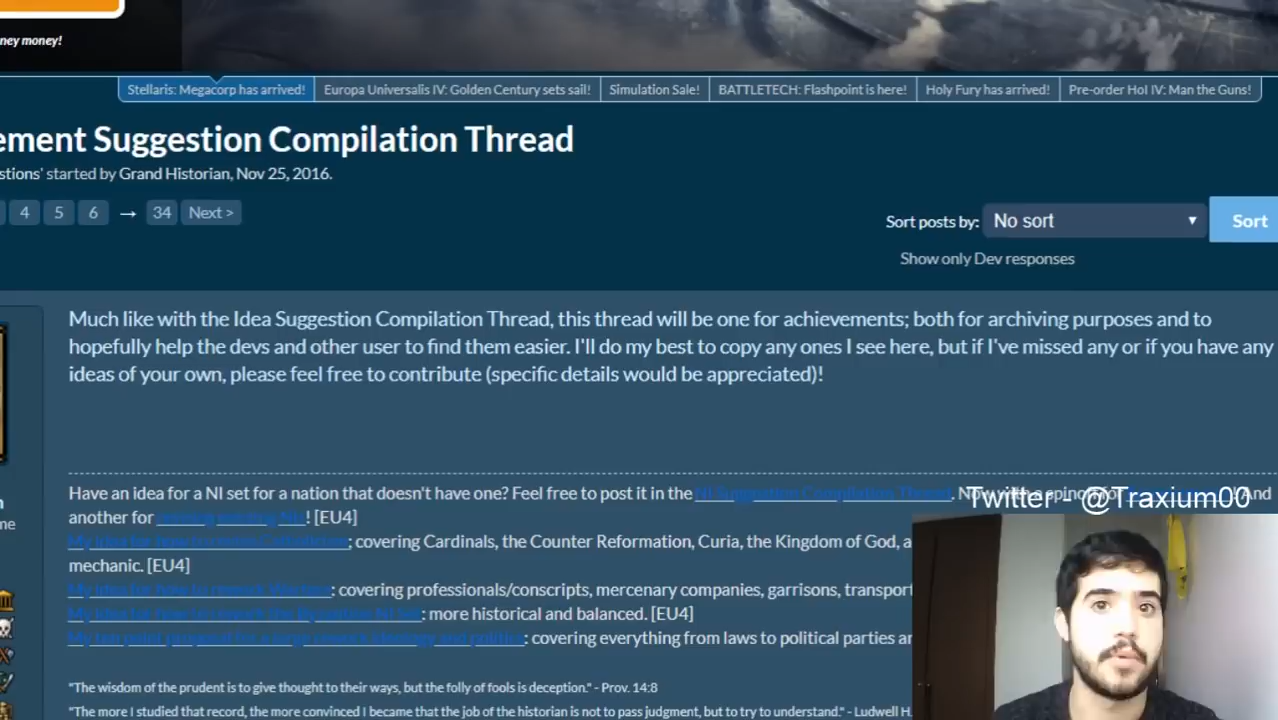 ney money!
Stellaris: Megacorp has arrived! Europa Universalis IV: Golden Century sets sail! Simulation Sale! BATTLETECH: Flashpoint is here! Holy Fury has arrived! Pre-order HoI IV: Man the Guns!
ement Suggestion Compilation Thread
stions' started by Grand Historian, Nov 25, 2016.
4 5 6 → 34 Next >
Sort posts by: No sort Sort
Show only Dev responses
Much like with the Idea Suggestion Compilation Thread, this thread will be one for achievements; both for archiving purposes and to
hopefully help the devs and other user to find them easier. I'll do my best to copy any ones I see here, but if I've missed any or if you have any
ideas of your own, please feel free to contribute (specific details would be appreciated)!
Have an idea for a NI set for a nation that doesn't have one? Feel free to post it in the NI Suggestion Compilation Thread. Now with a spinoff for ! And
another for ! [EU4]
Twitter - @Traxium00
; covering Cardinals, the Counter Reformation, Curia, the Kingdom of God, a
mechanic. [EU4]
: covering professionals/conscripts, mercenary companies, garrisons, transport
: more historical and balanced. [EU4]
: covering everything from laws to political parties ar
"The wisdom of the prudent is to give thought to their ways, but the folly of fools is deception." - Prov. 14:8
"The more I studied that record, the more convinced I became that the job of the historian is not to pass judgment, but to try to understand." - Ludwell H.